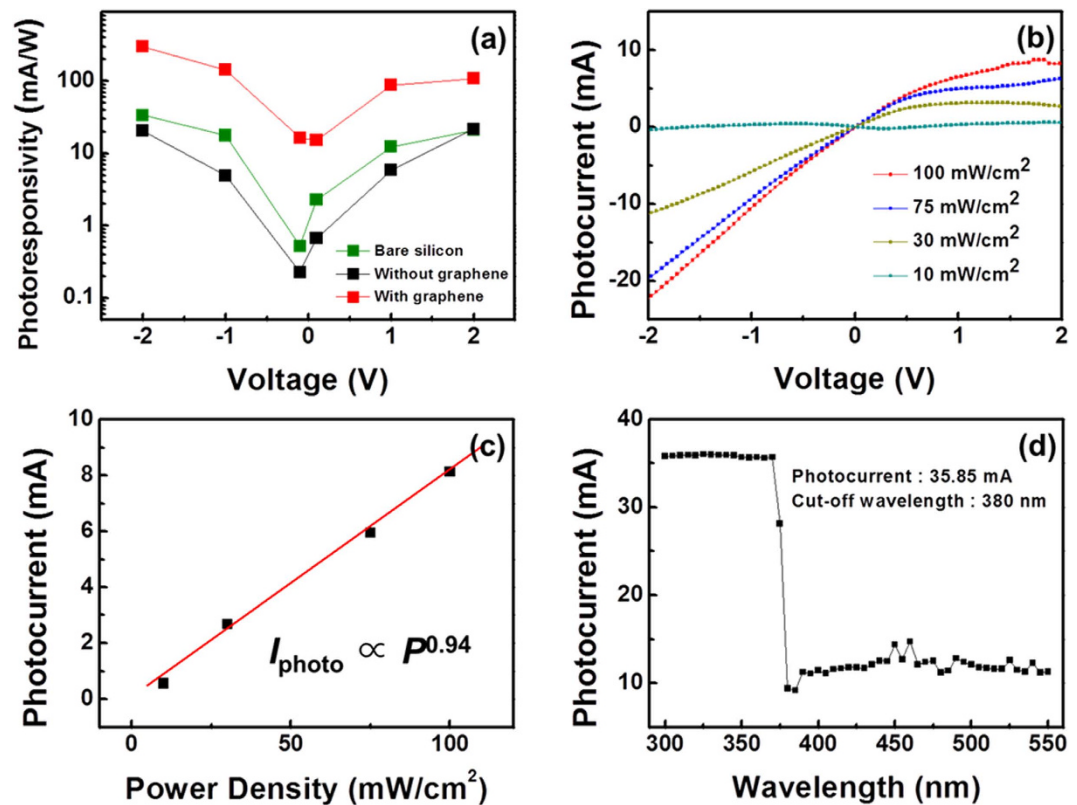 (a)
Photoresponsivity (mA/W)
100
10
1
0.1
Bare silicon
Without graphene
With graphene
-2 -1 0 1 2
Voltage (V)
(b)
Photocurrent (mA)
10
0
-10
-20
100 mW/cm²
75 mW/cm²
30 mW/cm²
10 mW/cm²
-2 -1 0 1 2
Voltage (V)
(c)
Photocurrent (mA)
10
8
6
4
2
0
I photo ∝ P^0.94
0 50 100
Power Density (mW/cm²)
(d)
Photocurrent (mA)
40
30
20
10
Photocurrent : 35.85 mA
Cut-off wavelength : 380 nm
300 350 400 450 500 550
Wavelength (nm)